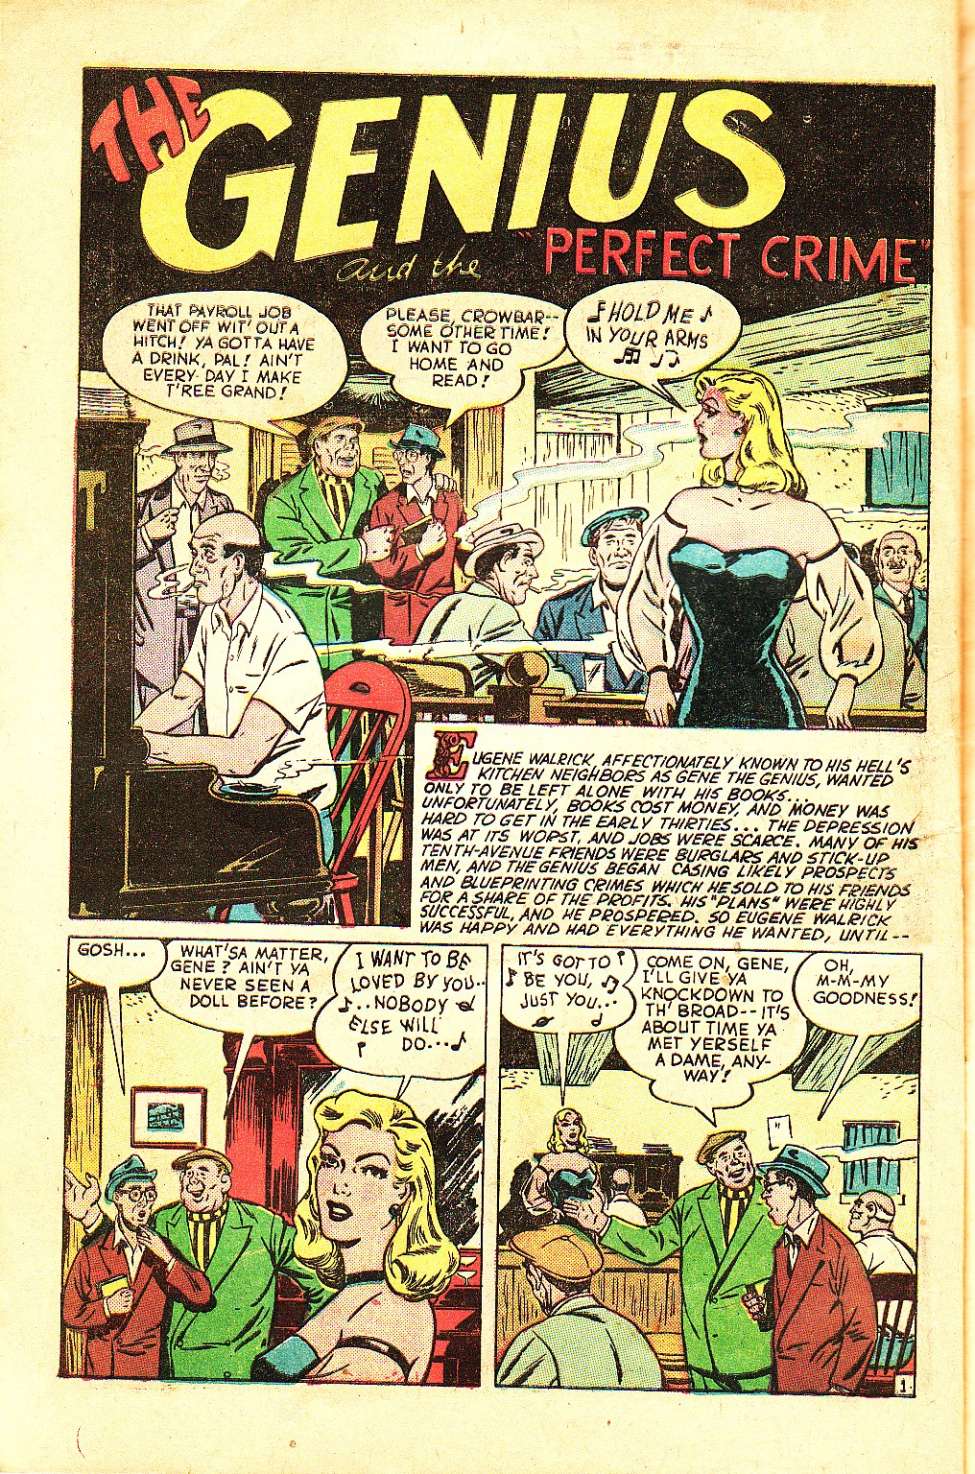 THE
GENIUS
and the
"PERFECT CRIME"
THAT PAYROLL JOB
WENT OFF WIT' OUT A
HITCH! YA GOTTA HAVE
A DRINK, PAL! AIN'T
EVERY-DAY I MAKE
T'REE GRAND!
PLEASE, CROWBAR--
SOME OTHER TIME!
I WANT TO GO
HOME AND
READ!
♪HOLD ME♪
IN YOUR ARMS
♫ ♪♪
EUGENE WALRICK, AFFECTIONATELY KNOWN TO HIS HELL'S
KITCHEN NEIGHBORS AS GENE THE GENIUS, WANTED
ONLY TO BE LEFT ALONE WITH HIS BOOKS...
UNFORTUNATELY, BOOKS COST MONEY, AND MONEY WAS
HARD TO GET IN THE EARLY THIRTIES... THE DEPRESSION
WAS AT ITS WORST, AND JOBS WERE SCARCE. MANY OF HIS
TENTH-AVENUE FRIENDS WERE BURGLARS AND STICK-UP
MEN, AND THE GENIUS BEGAN CASING LIKELY PROSPECTS
AND BLUEPRINTING CRIMES WHICH HE SOLD TO HIS FRIENDS
FOR A SHARE OF THE PROFITS. HIS "PLANS" WERE HIGHLY
SUCCESSFUL, AND HE PROSPERED. SO EUGENE WALRICK
WAS HAPPY AND HAD EVERYTHING HE WANTED, UNTIL--
GOSH...
WHAT'SA MATTER,
GENE? AIN'T YA
NEVER SEEN A
DOLL BEFORE?
I WANT TO BE
LOVED BY YOU..
♪..NOBODY
ELSE WILL
DO...♪
IT'S GOT TO
♪ BE YOU, ♫
JUST YOU...
COME ON, GENE,
I'LL GIVE YA
KNOCKDOWN TO
TH' BROAD--IT'S
ABOUT TIME YA
MET YERSELF
A DAME, ANY-
WAY!
OH,
M-M-MY
GOODNESS!
1